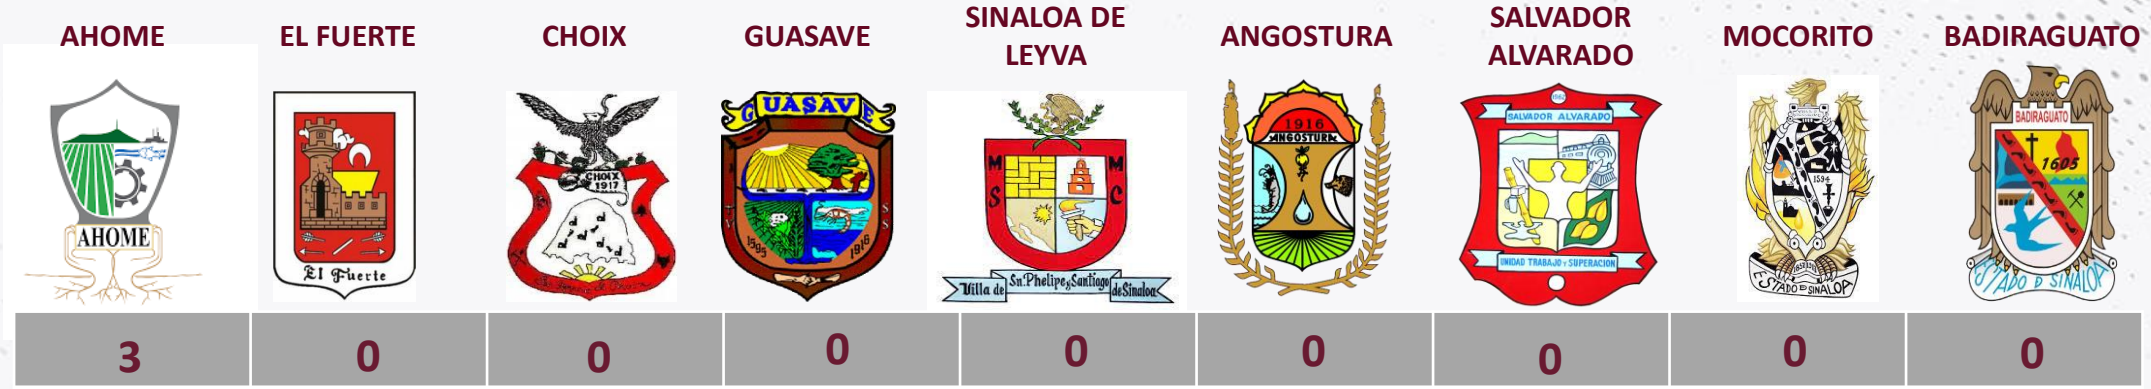 AHOME
EL FUERTE
CHOIX
GUASAVE
SINALOA DE
LEYVA
ANGOSTURA
SALVADOR
ALVARADO
MOCORITO
BADIRAGUATO
AHOME
El Fuerte
CHOIX
1917
GUASAVE
1595
1916
M M
S C
Villa de Sn. Phelipe y Santiago de Sinaloa
1916
ANGOSTURA
1962
SALVADOR ALVARADO
UNIDAD TRABAJO Y SUPERACION
1594
ESTADO D SINALOA
BADIRAGUATO
1605
ESTADO D SINALOA
3 0 0 0 0 0 0 0 0